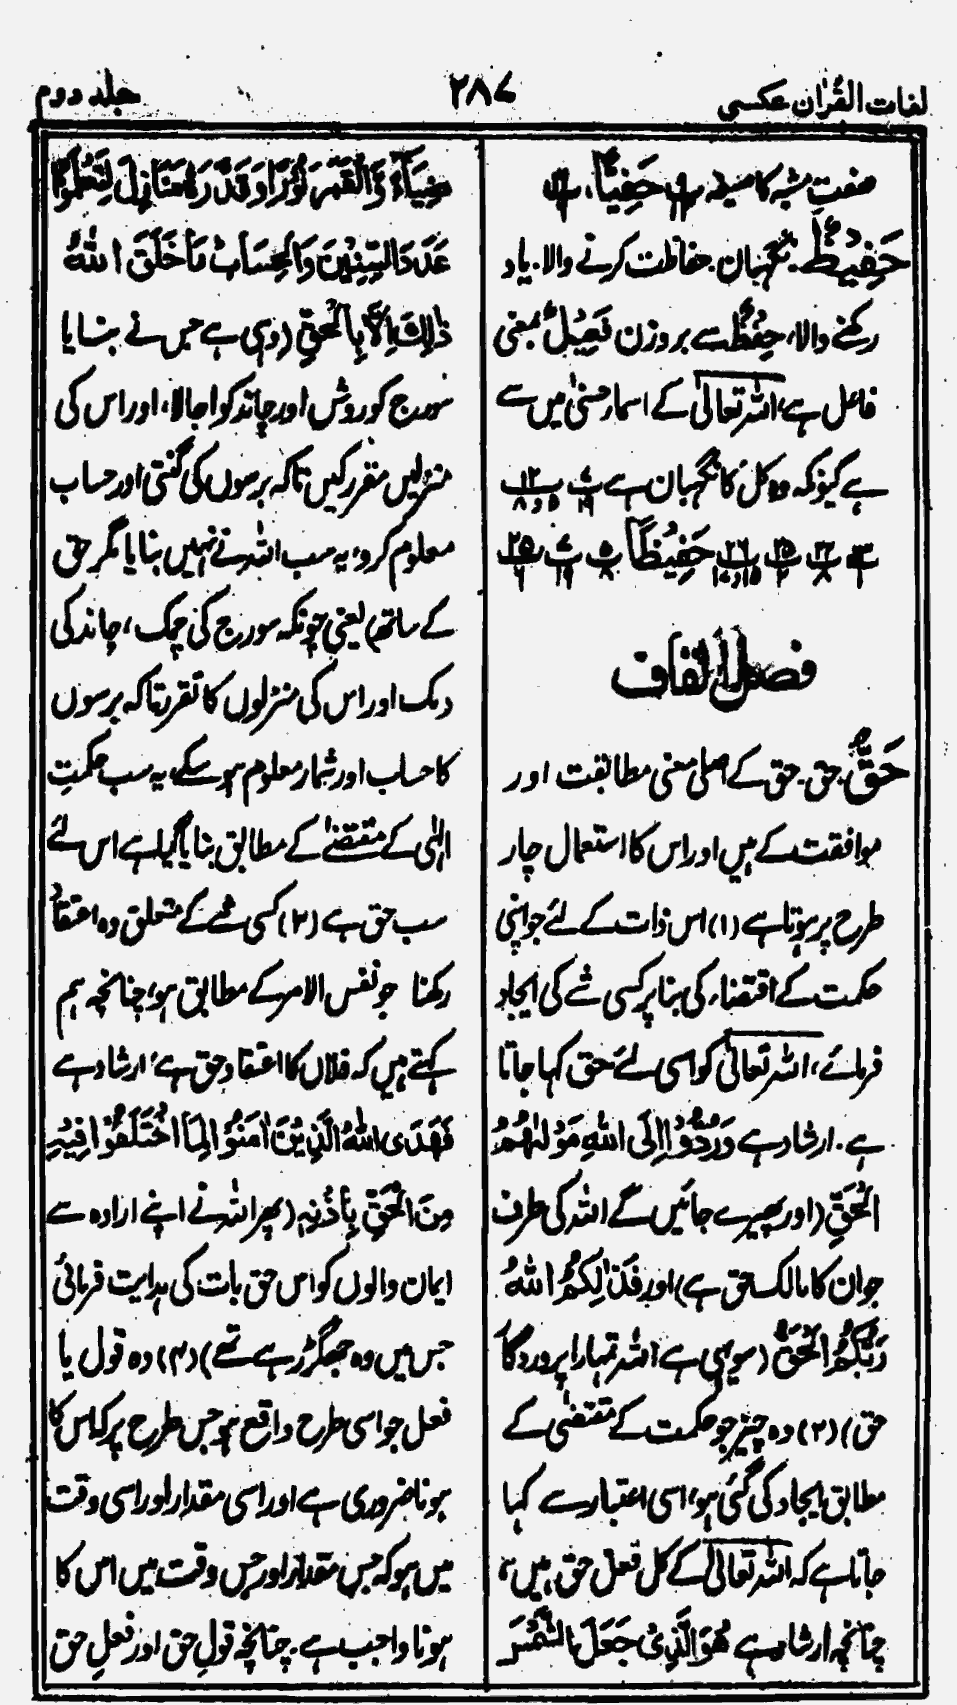 لغات القرآن عکسی
۲۸۷
جلد دوم
صفت مشبہ کا صیغہ
حَفِيظٌ۔ نگہبان۔ حفاظت کرنے والا۔ یاد
رکھنے والا، حِفْظٌ سے بروزن فَعِيْلٌ بمعنی
فاعل ہے، اللہ تعالیٰ کے اسماء حسنیٰ میں سے
ہے کیونکہ وہ کل کا نگہبان ہے
حَفِيْظًا
فصل القاف
حَقٌّ۔ حق۔ حق کے اصلی معنی مطابقت اور
موافقت کے ہیں اور اس کا استعمال چار
طرح پر ہوتا ہے (۱) اس ذات کے لئے جو اپنی
حکمت کے اقتضاء کی بنا پر کسی شے کی ایجاد
فرمائے، اللہ تعالیٰ کو اسی لئے حق کہا جاتا
ہے۔ ارشاد ہے وَرُدُّوْا اِلَی اللّٰهِ مَوْلٰىهُمُ
الْحَقِّ (اور پھیرے جائیں گے اللہ کی طرف
جو ان کا مالک حق ہے) اور فَذٰلِكُمُ اللّٰهُ
رَبُّكُمُ الْحَقُّ (سو یہی ہے اللہ تمہارا پروردگار
حق) (۲) وہ چیز جو حکمت کے مقتضٰی کے
مطابق ایجاد کی گئی ہو، اسی اعتبار سے کہا
جاتا ہے کہ اللہ تعالیٰ کے کل فعل حق ہیں،
چنانچہ ارشاد ہے هُوَ الَّذِیْ جَعَلَ الشَّمْسَ
ضِيَآءً وَّالْقَمَرَ نُوْرًا وَّقَدَّرَهٗ مَنَازِلَ لِتَعْلَمُوْا
عَدَدَ السِّنِيْنَ وَالْحِسَابَ مَا خَلَقَ اللّٰهُ
ذٰلِكَ اِلَّا بِالْحَقِّ (وہی ہے جس نے بنایا
سورج کو روشن اور چاند کو اجالا، اور اس کی
منزلیں مقرر کیں تاکہ برسوں کی گنتی اور حساب
معلوم کرو، یہ سب اللہ نے نہیں بنایا مگر حق
کے ساتھ) یعنی چونکہ سورج کی چمک، چاند کی
دمک اور اس کی منزلوں کا تقرر تاکہ برسوں
کا حساب اور شمار معلوم ہو سکے، یہ سب حکمتِ
الٰہی کے مقتضٰے کے مطابق بنایا گیا ہے اس لئے
سب حق ہے (۳) کسی شے کے متعلق وہ اعتقاد
رکھنا جو نفس الامر کے مطابق ہو، چنانچہ ہم
کہتے ہیں کہ فلاں کا اعتقاد حق ہے، ارشاد ہے
فَهَدَى اللّٰهُ الَّذِيْنَ اٰمَنُوْا لِمَا اخْتَلَفُوْا فِيْهِ
مِنَ الْحَقِّ بِاِذْنِهٖ (پھر اللہ نے اپنے ارادہ سے
ایمان والوں کو اس حق بات کی ہدایت فرمائی
جس میں وہ جھگڑ رہے تھے) (۴) وہ قول یا
فعل جو اسی طرح واقع ہو جس طرح پر کہ اس کا
ہونا ضروری ہے اور اسی مقدار اور اسی وقت
میں ہو کہ جس مقدار اور جس وقت میں اس کا
ہونا واجب ہے۔ چنانچہ قولِ حق اور فعلِ حق